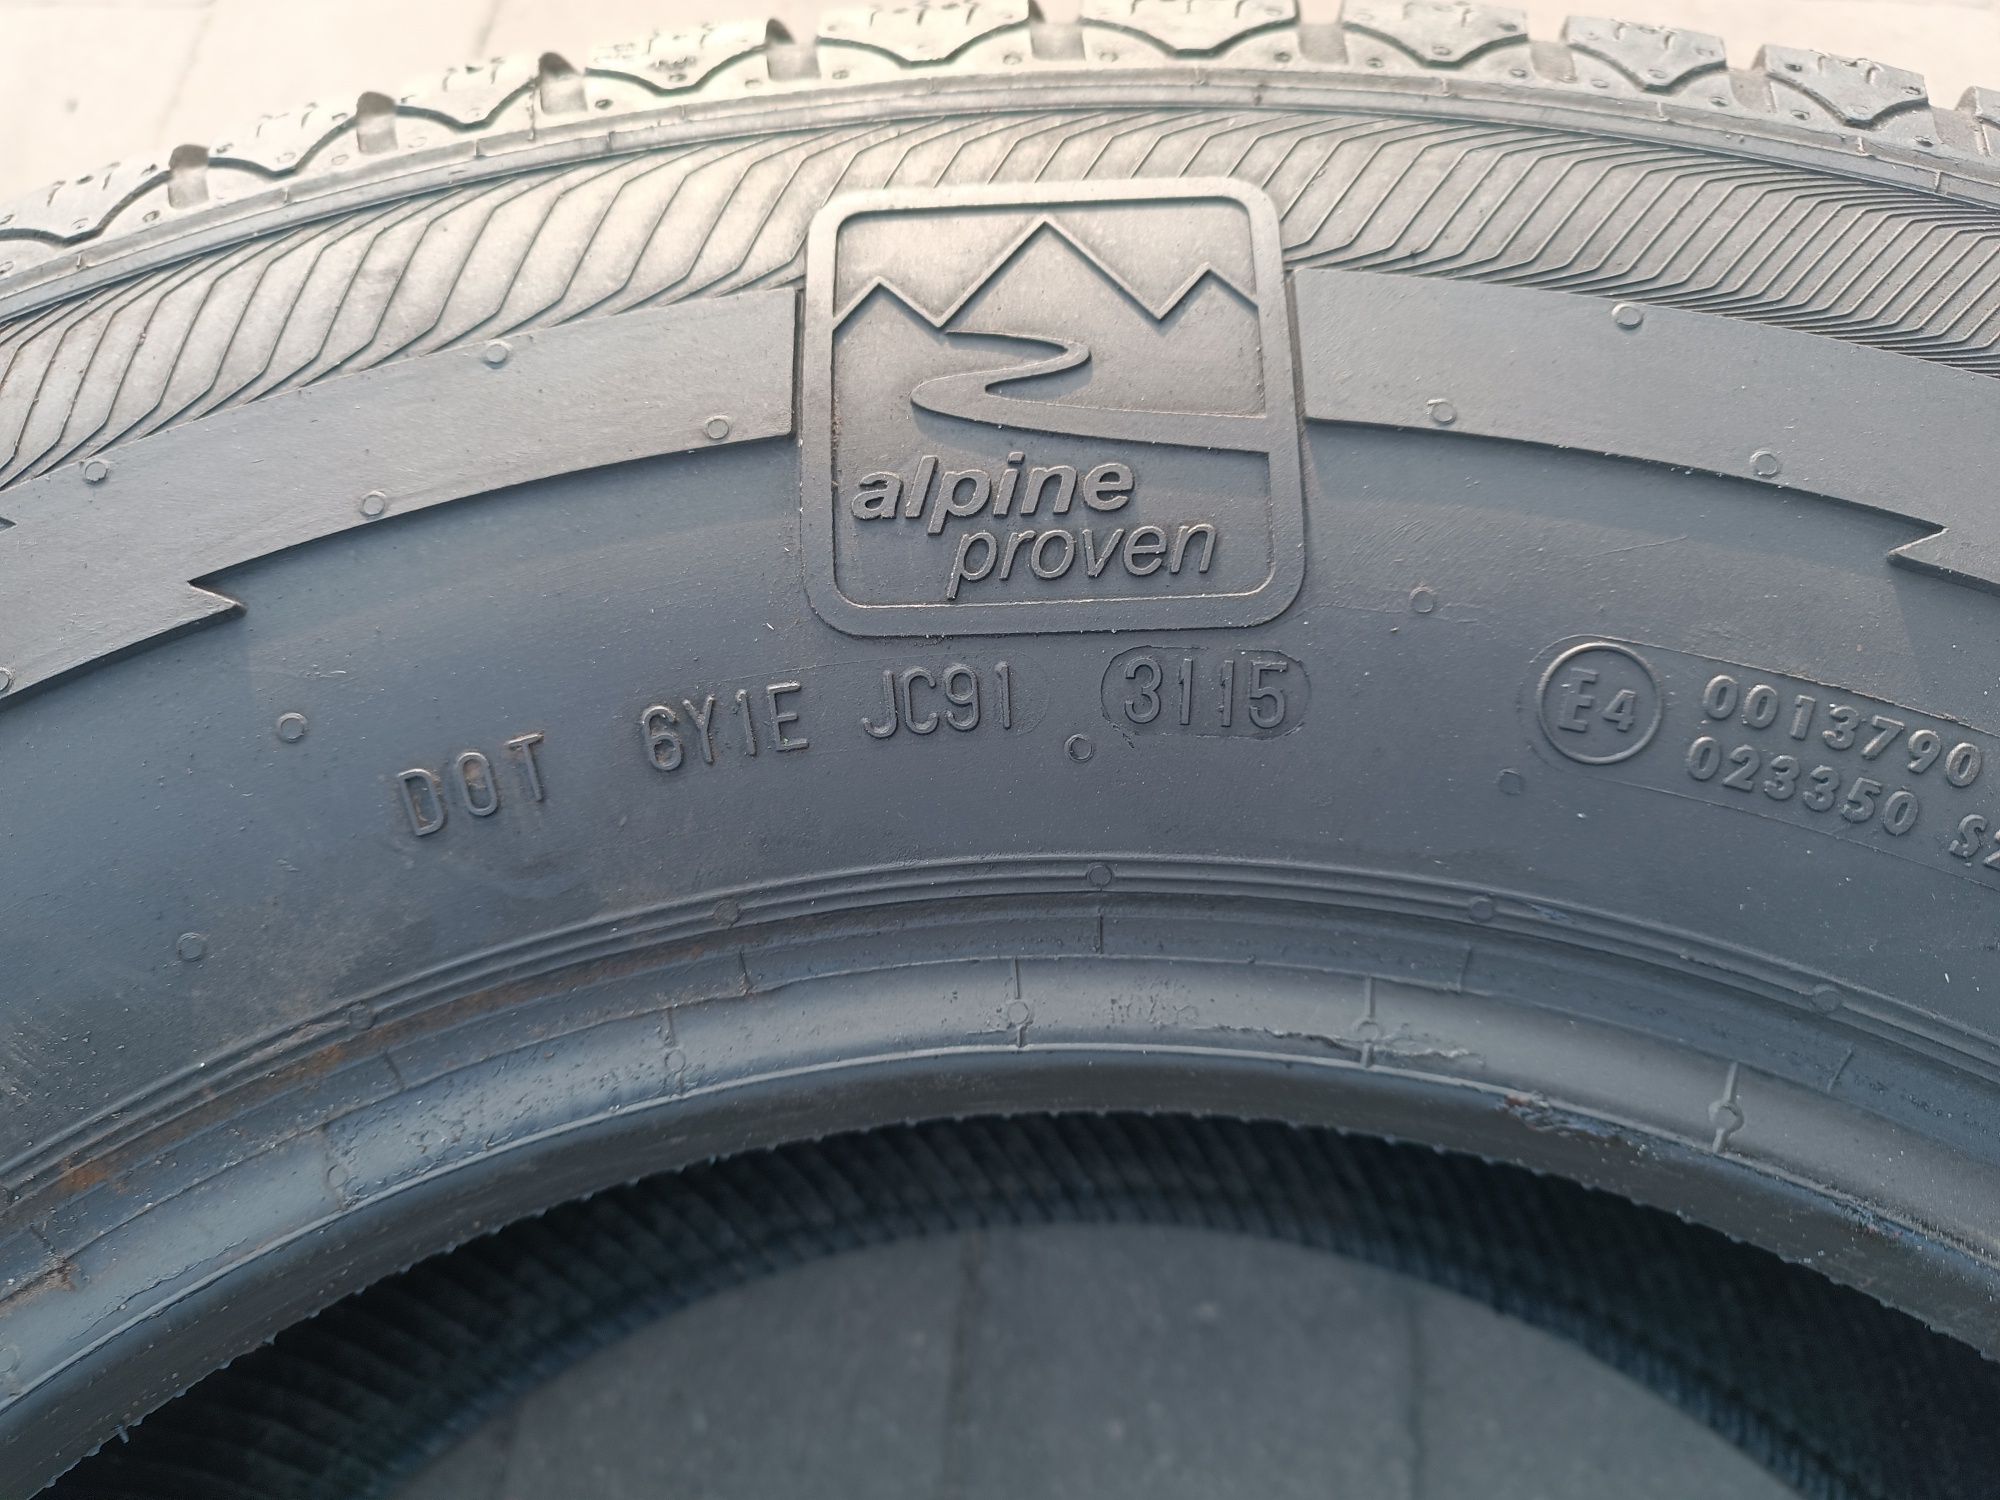 alpine
proven
DOT 6Y1E JC91 3115
E4 0013790
023350